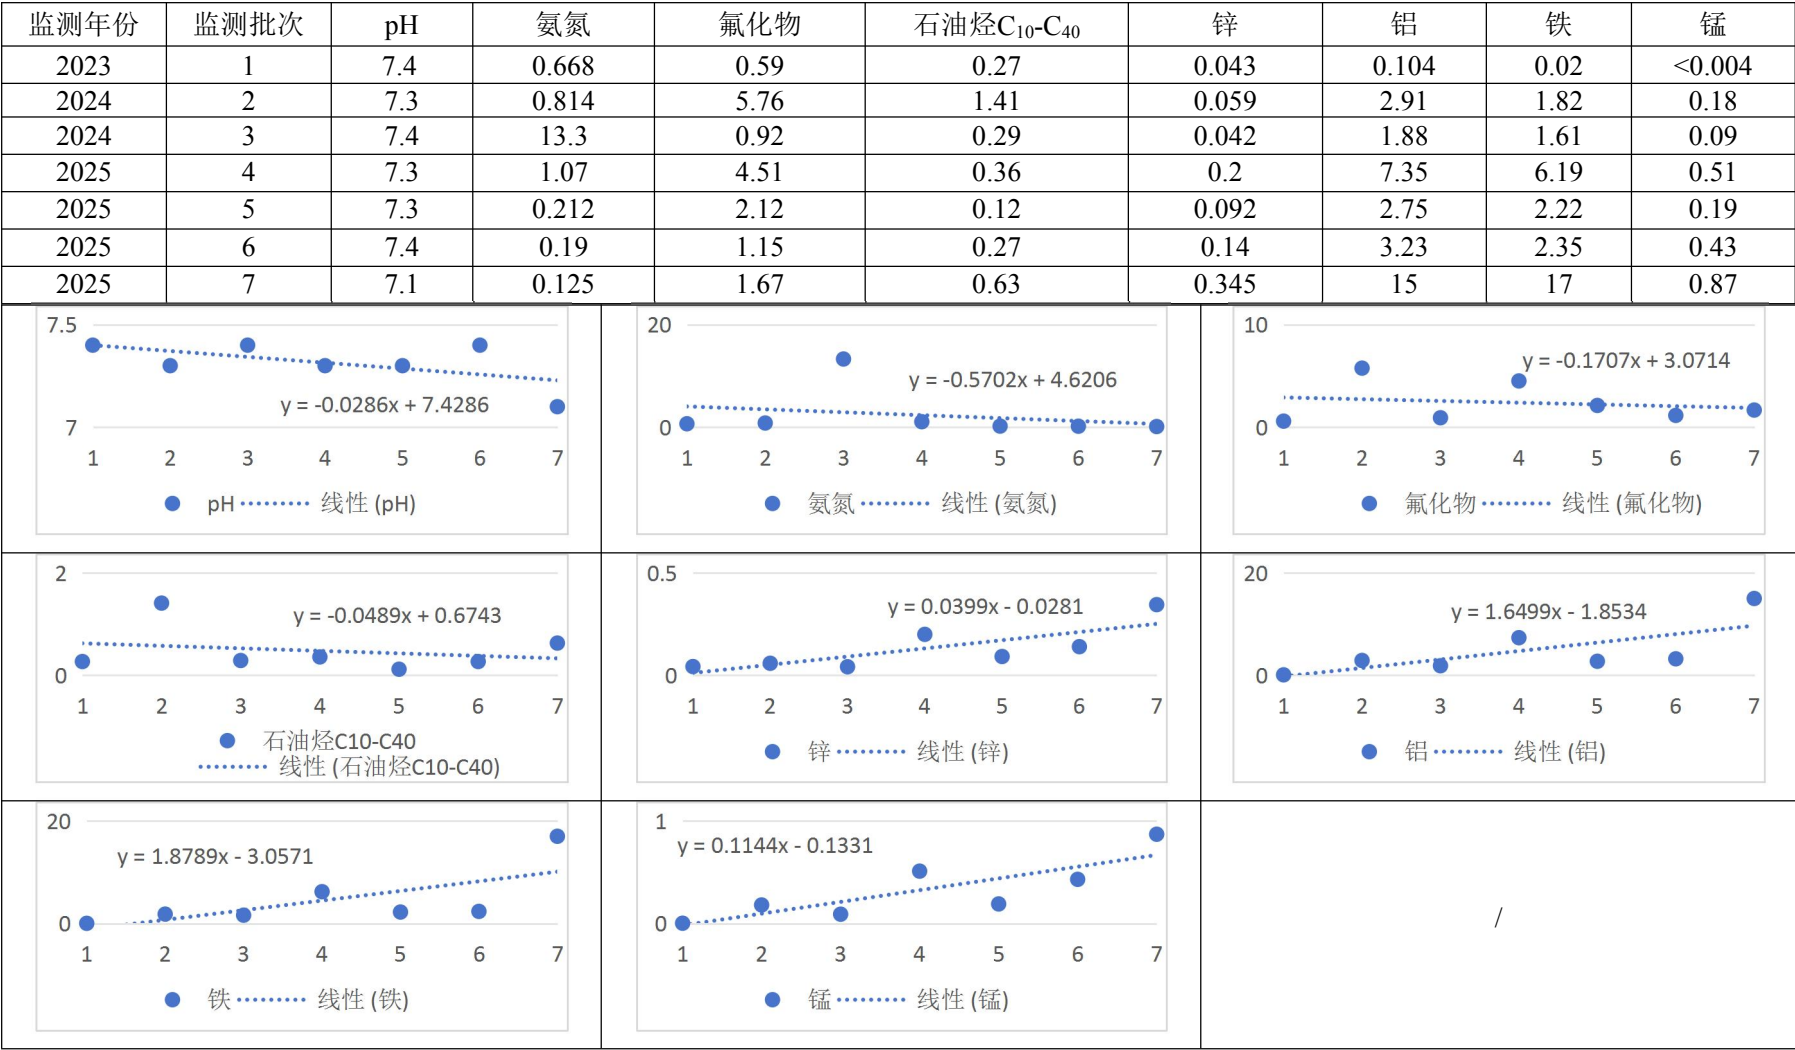 监测年份 监测批次 pH 氨氮 氟化物 石油烃C10-C40 锌 铝 铁 锰
2023 1 7.4 0.668 0.59 0.27 0.043 0.104 0.02 <0.004
2024 2 7.3 0.814 5.76 1.41 0.059 2.91 1.82 0.18
2024 3 7.4 13.3 0.92 0.29 0.042 1.88 1.61 0.09
2025 4 7.3 1.07 4.51 0.36 0.2 7.35 6.19 0.51
2025 5 7.3 0.212 2.12 0.12 0.092 2.75 2.22 0.19
2025 6 7.4 0.19 1.15 0.27 0.14 3.23 2.35 0.43
2025 7 7.1 0.125 1.67 0.63 0.345 15 17 0.87
7.5
y = -0.0286x + 7.4286
7
1 2 3 4 5 6 7
pH 线性 (pH)
20
y = -0.5702x + 4.6206
0
1 2 3 4 5 6 7
氨氮 线性 (氨氮)
10
y = -0.1707x + 3.0714
0
1 2 3 4 5 6 7
氟化物 线性 (氟化物)
2
y = -0.0489x + 0.6743
0
1 2 3 4 5 6 7
石油烃C10-C40
线性 (石油烃C10-C40)
0.5
y = 0.0399x - 0.0281
0
1 2 3 4 5 6 7
锌 线性 (锌)
20
y = 1.6499x - 1.8534
0
1 2 3 4 5 6 7
铝 线性 (铝)
20
y = 1.8789x - 3.0571
0
1 2 3 4 5 6 7
铁 线性 (铁)
1
y = 0.1144x - 0.1331
0
1 2 3 4 5 6 7
锰 线性 (锰)
/